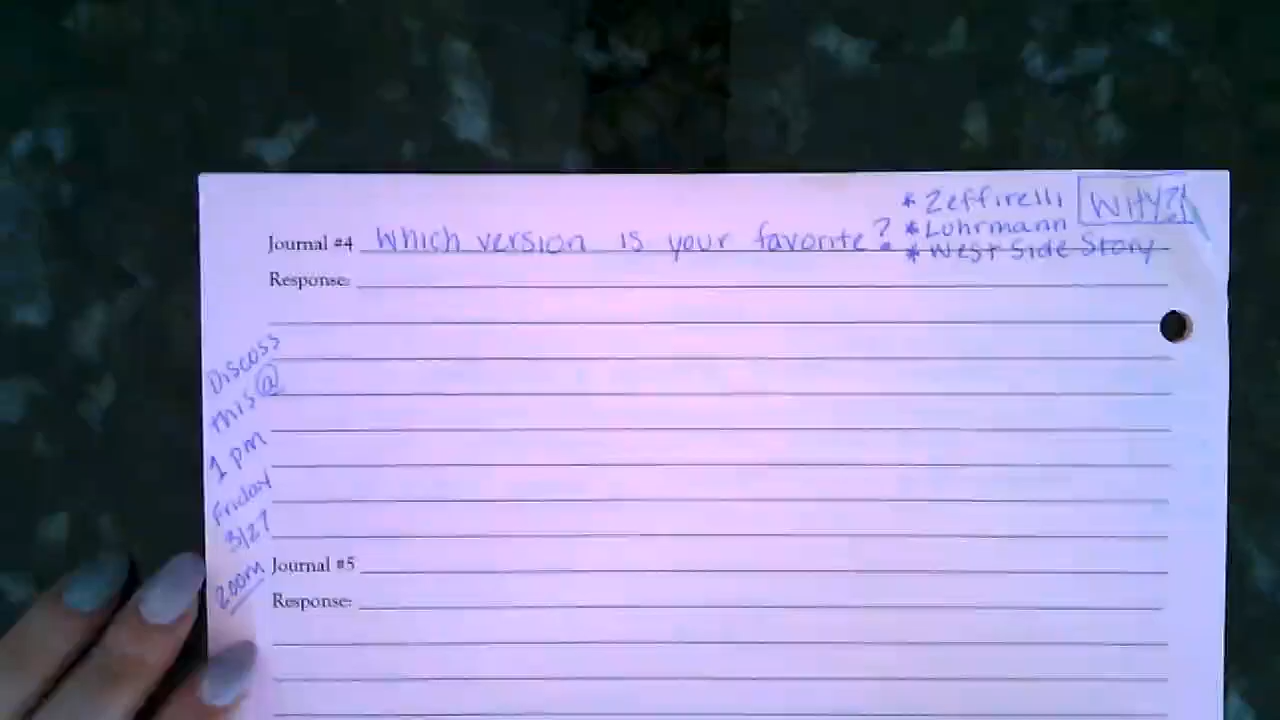 * Zeffirelli WHY?!
Journal #4 Which version is your favorite? * Luhrmann
* West Side Story
Response:
Discuss
this @
1 pm
Friday
3/27
zoom
Journal #5
Response: